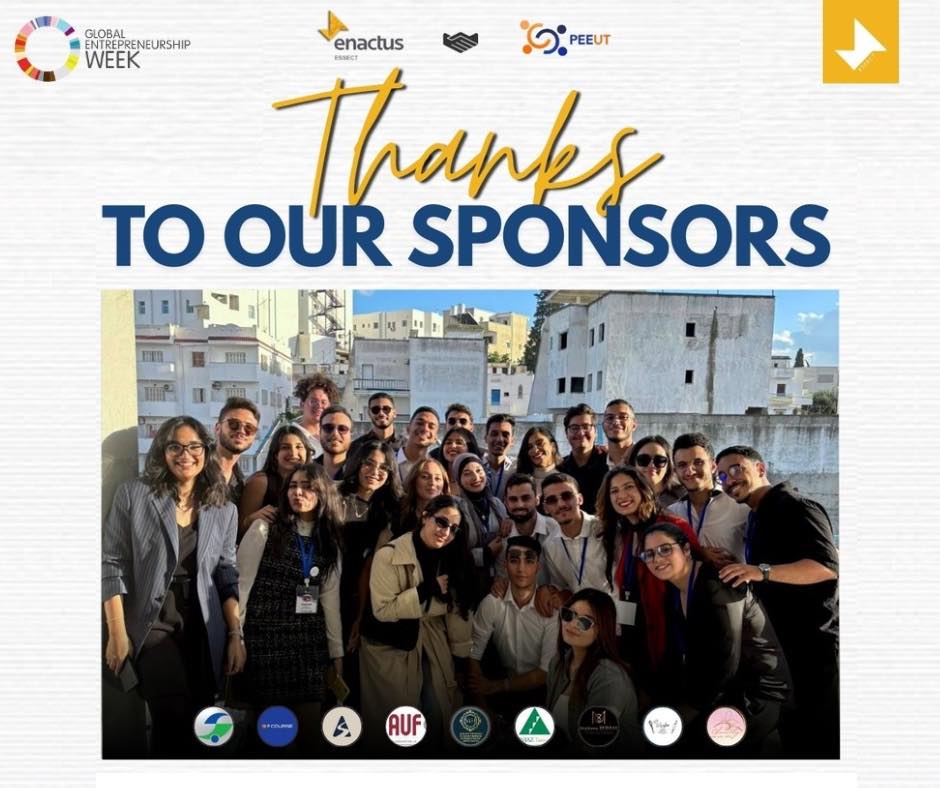 GLOBAL
ENTREPRENEURSHIP
WEEK
enactus
ESSECT
PEEUT
Thanks
TO OUR SPONSORS
AUF